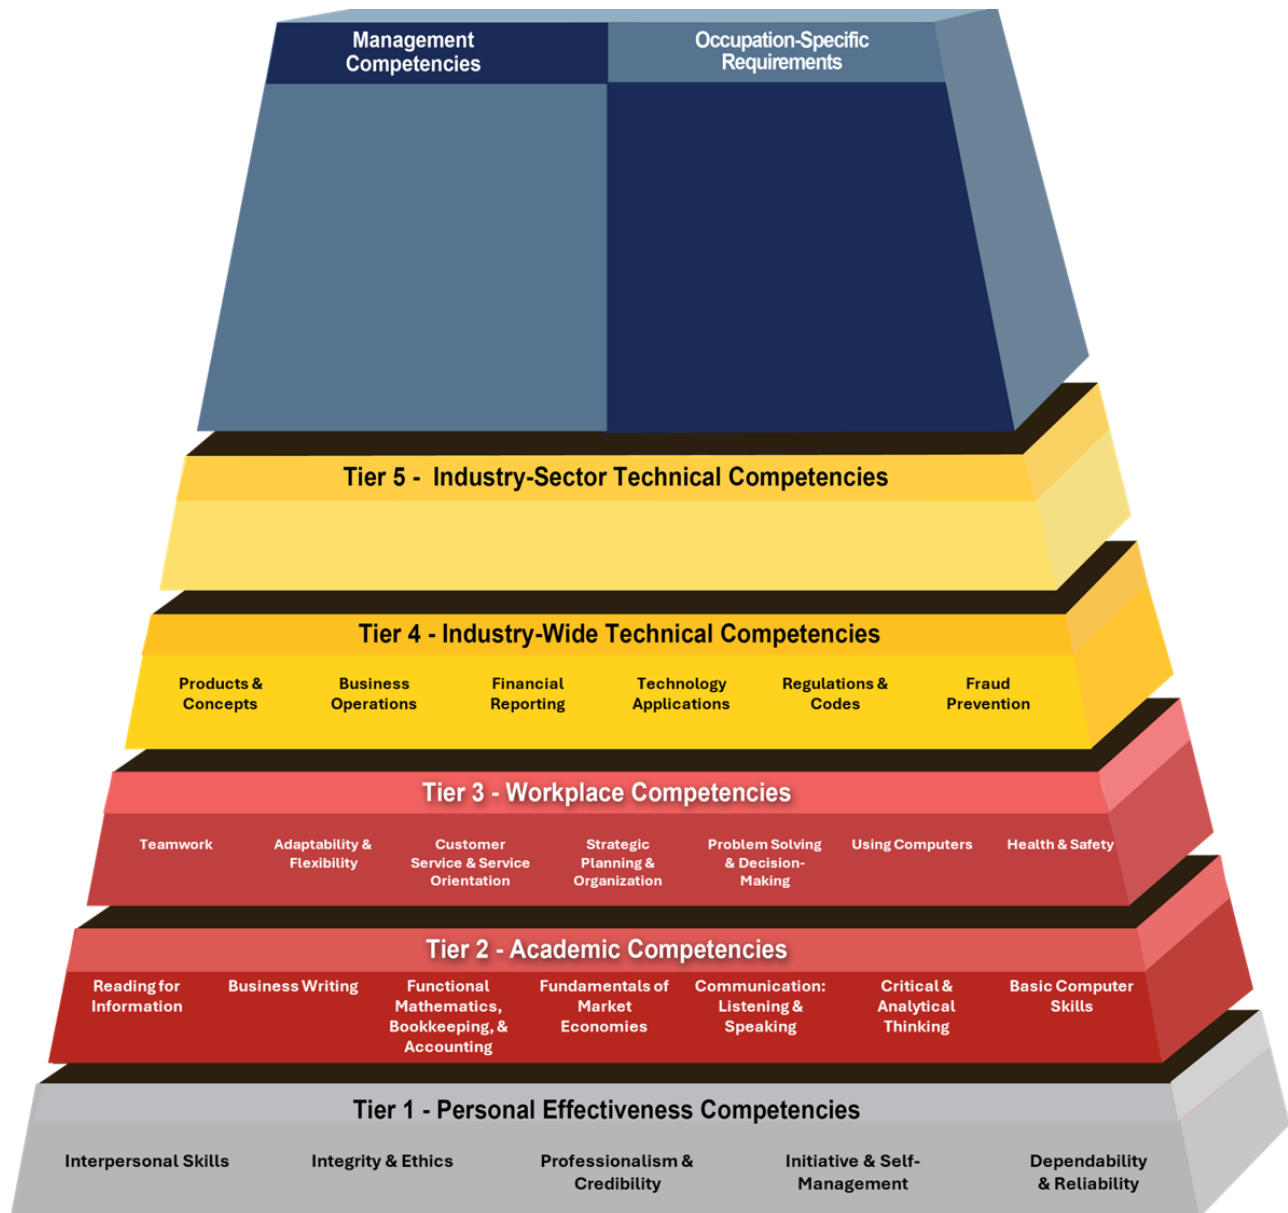 Management
Competencies
Occupation-Specific
Requirements
Tier 5 - Industry-Sector Technical Competencies
Tier 4 - Industry-Wide Technical Competencies
Products &
Concepts
Business
Operations
Financial
Reporting
Technology
Applications
Regulations &
Codes
Fraud
Prevention
Tier 3 - Workplace Competencies
Teamwork
Adaptability &
Flexibility
Customer
Service & Service
Orientation
Strategic
Planning &
Organization
Problem Solving
& Decision-
Making
Using Computers
Health & Safety
Tier 2 - Academic Competencies
Reading for
Information
Business Writing
Functional
Mathematics,
Bookkeeping, &
Accounting
Fundamentals of
Market
Economies
Communication:
Listening &
Speaking
Critical &
Analytical
Thinking
Basic Computer
Skills
Tier 1 - Personal Effectiveness Competencies
Interpersonal Skills
Integrity & Ethics
Professionalism &
Credibility
Initiative & Self-
Management
Dependability
& Reliability